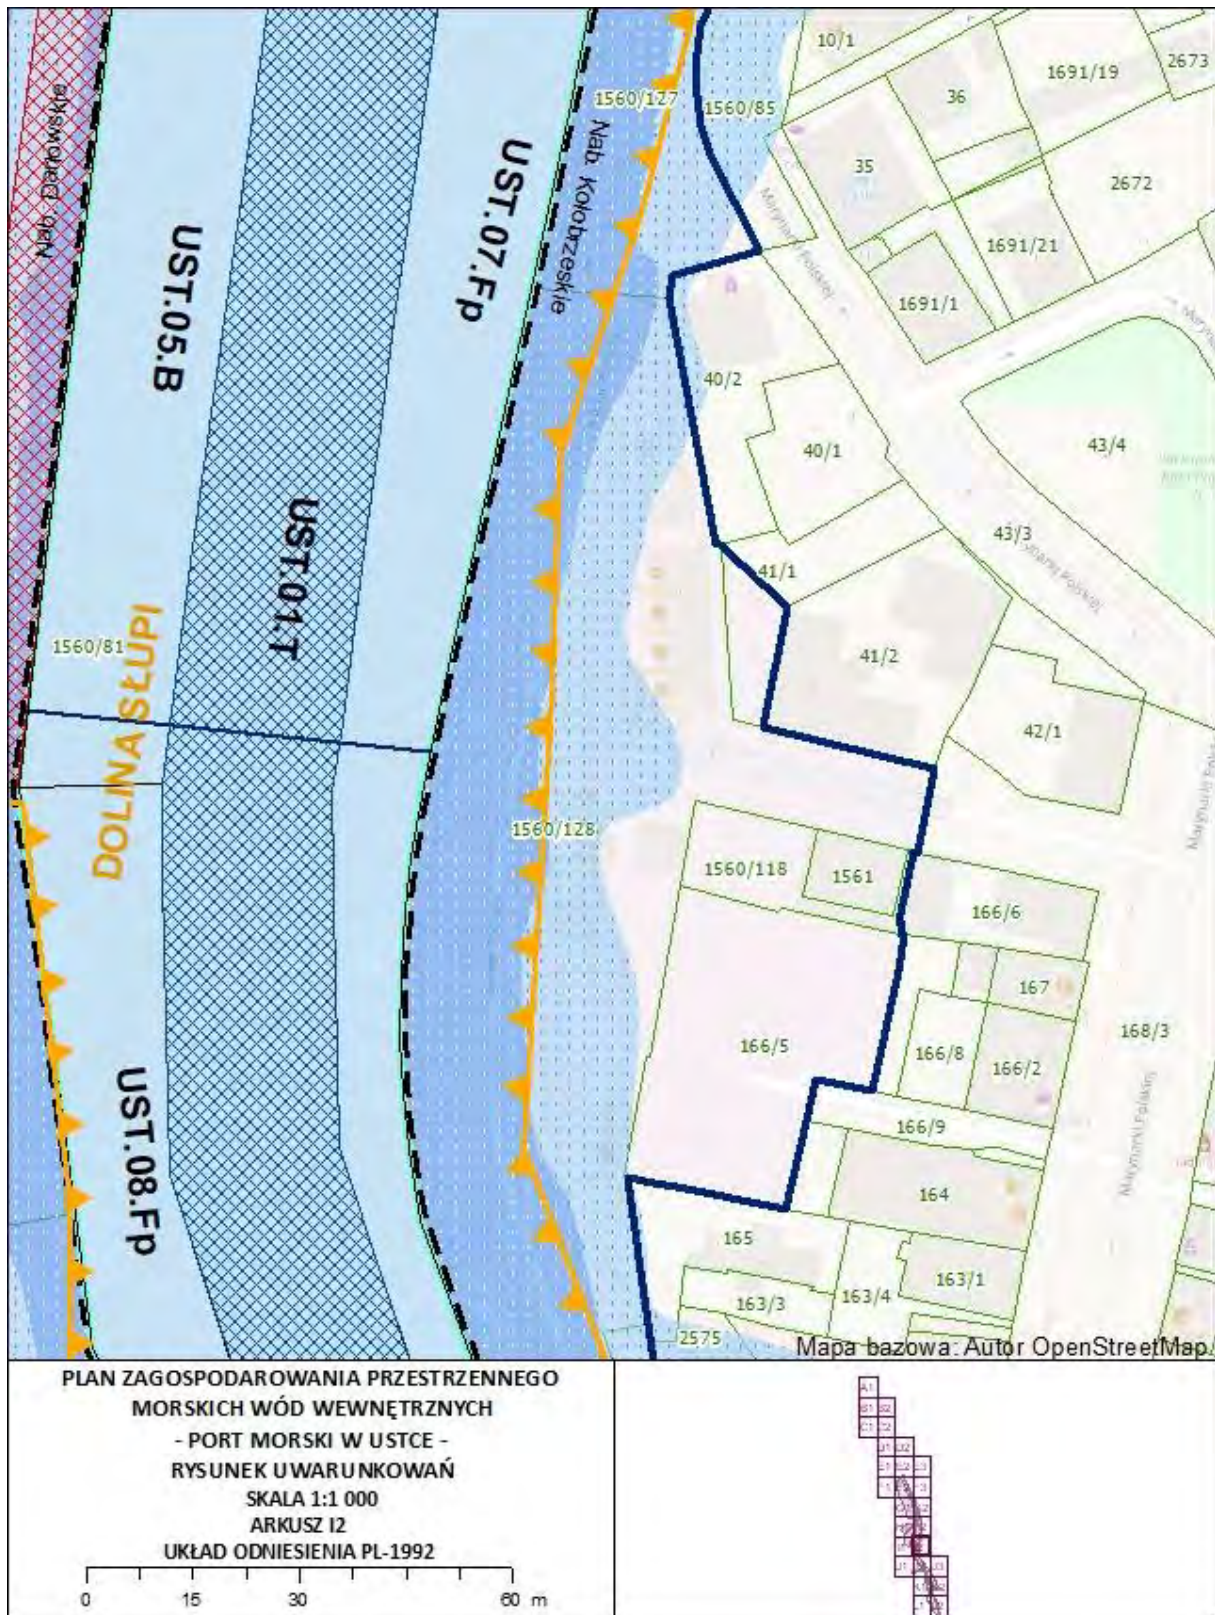 10/1
2673
1691/19
36
1560/127
1560/85
35
2672
Nab. Darłowskie
Nab. Kołobrzeskie
UST.07.Fp
UST.05.B
Marynarki Polskiej
1691/21
1691/1
40/2
40/1
43/4
43/3
UST.01.T
41/1
41/2
1560/81
DOLINA SŁUPI
42/1
1560/128
1560/118
1561
166/6
167
166/5
166/8
166/2
168/3
UST.08.Fp
Marynarki Polskiej
166/9
164
165
163/1
163/4
163/3
2575
Mapa bazowa: Autor OpenStreetMap
PLAN ZAGOSPODAROWANIA PRZESTRZENNEGO
MORSKICH WÓD WEWNĘTRZNYCH
- PORT MORSKI W USTCE -
RYSUNEK UWARUNKOWAŃ
SKALA 1:1 000
ARKUSZ I2
UKŁAD ODNIESIENIA PL-1992
0 15 30 60 m
A1